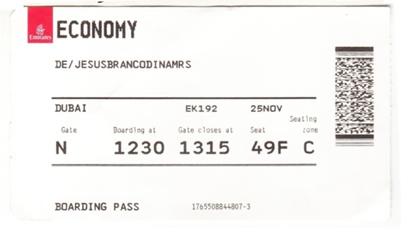 Emirates
ECONOMY
DE/JESUSBRANCODINAMRS
DUBAI EK192 25NOV
Gate Boarding at Gate closes at Seat Seating zone
N 1230 1315 49F C
BOARDING PASS 1765508844807-3